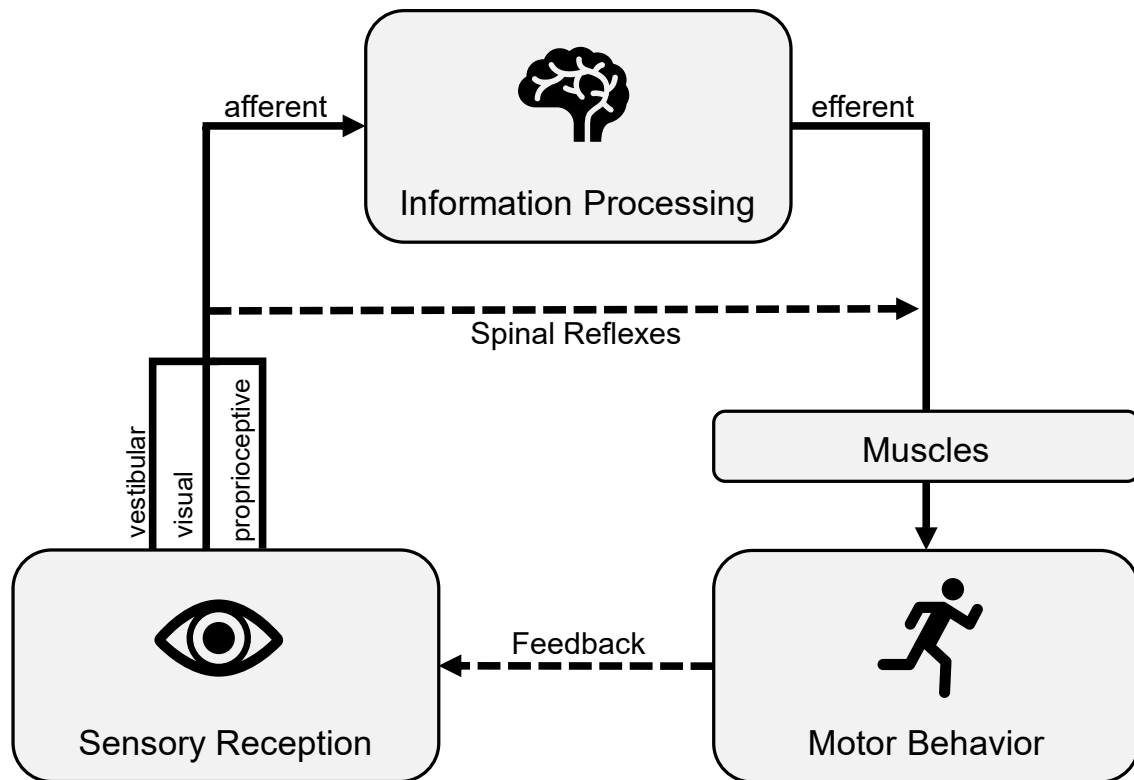 afferent
efferent
Information Processing
Spinal Reflexes
vestibular
visual
proprioceptive
Muscles
Feedback
Sensory Reception
Motor Behavior